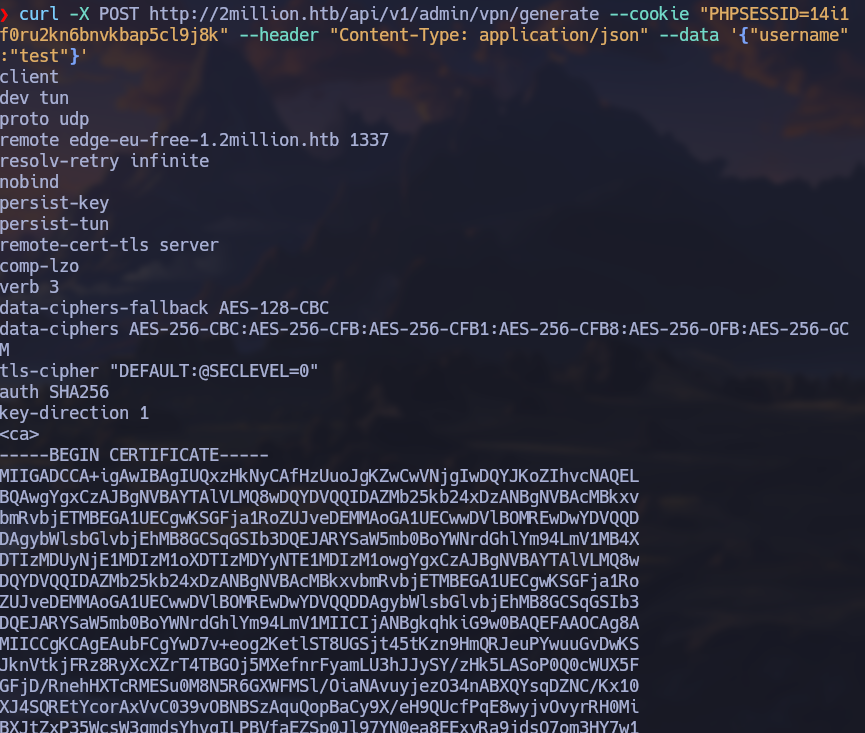 ❯ curl -X POST http://2million.htb/api/v1/admin/vpn/generate --cookie "PHPSESSID=14i1
f0ru2kn6bnvkbap5cl9j8k" --header "Content-Type: application/json" --data '{"username"
:"test"}'
client
dev tun
proto udp
remote edge-eu-free-1.2million.htb 1337
resolv-retry infinite
nobind
persist-key
persist-tun
remote-cert-tls server
comp-lzo
verb 3
data-ciphers-fallback AES-128-CBC
data-ciphers AES-256-CBC:AES-256-CFB:AES-256-CFB1:AES-256-CFB8:AES-256-OFB:AES-256-GC
M
tls-cipher "DEFAULT:@SECLEVEL=0"
auth SHA256
key-direction 1
<ca>
-----BEGIN CERTIFICATE-----
MIIGADCCA+igAwIBAgIUQxzHkNyCAfHzUuoJgKZwCwVNjgIwDQYJKoZIhvcNAQEL
BQAwgYgxCzAJBgNVBAYTAlVLMQ8wDQYDVQQIDAZMb25kb24xDzANBgNVBAcMBkxv
bmRvbjETMBEGA1UECgwKSGFja1RoZUJveDEMMAoGA1UECwwDVlBOMREwDwYDVQQD
DAgybWlsbGlvbjEhMB8GCSqGSIb3DQEJARYSaW5mb0BoYWNrdGhlYm94LmV1MB4X
DTIzMDUyNjE1MDIzM1oXDTIzMDYyNTE1MDIzM1owgYgxCzAJBgNVBAYTAlVLMQ8w
DQYDVQQIDAZMb25kb24xDzANBgNVBAcMBkxvbmRvbjETMBEGA1UECgwKSGFja1Ro
ZUJveDEMMAoGA1UECwwDVlBOMREwDwYDVQQDDAgybWlsbGlvbjEhMB8GCSqGSIb3
DQEJARYSaW5mb0BoYWNrdGhlYm94LmV1MIICIjANBgkqhkiG9w0BAQEFAAOCAg8A
MIICCgKCAgEAubFCgYwD7v+eog2KetlST8UGSjt45tKzn9HmQRJeuPYwuuGvDwKS
JknVtkjFRz8RyXcXZrT4TBGOj5MXefnrFyamLU3hJJySY/zHk5LASoP0Q0cWUX5F
GFjD/RnehHXTcRMESu0M8N5R6GXWFMSl/OiaNAvuyjezO34nABXQYsqDZNC/Kx10
XJ4SQREtYcorAxVvC039vOBNBSzAquQopBaCy9X/eH9QUcfPqE8wyjvOvyrRH0Mi
BXJtZxP35WcsW3gmdsYhvgILPBVfaEZSp0Jl97YN0ea8EExyRa9jdsQ7om3HY7w1